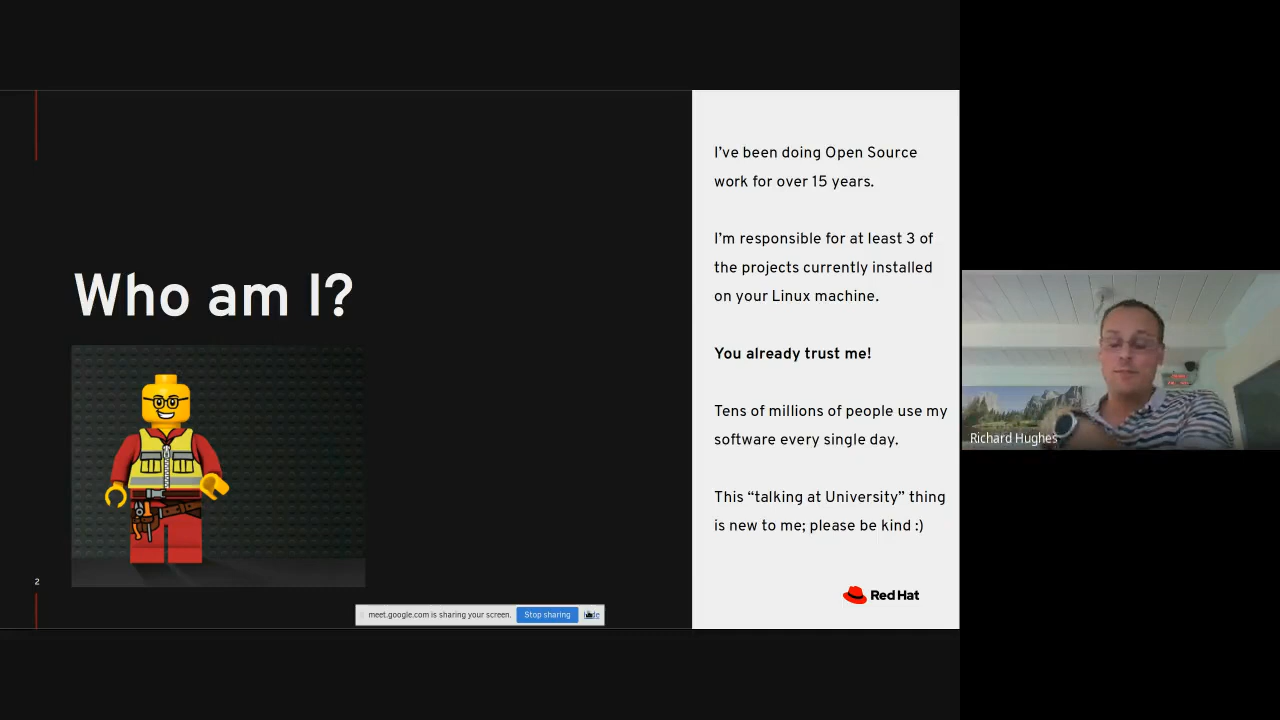 Who am I?
2
I've been doing Open Source
work for over 15 years.
I'm responsible for at least 3 of
the projects currently installed
on your Linux machine.
You already trust me!
Tens of millions of people use my
software every single day.
This “talking at University” thing
is new to me; please be kind :)
Red Hat
meet.google.com is sharing your screen.
Stop sharing
Richard Hughes